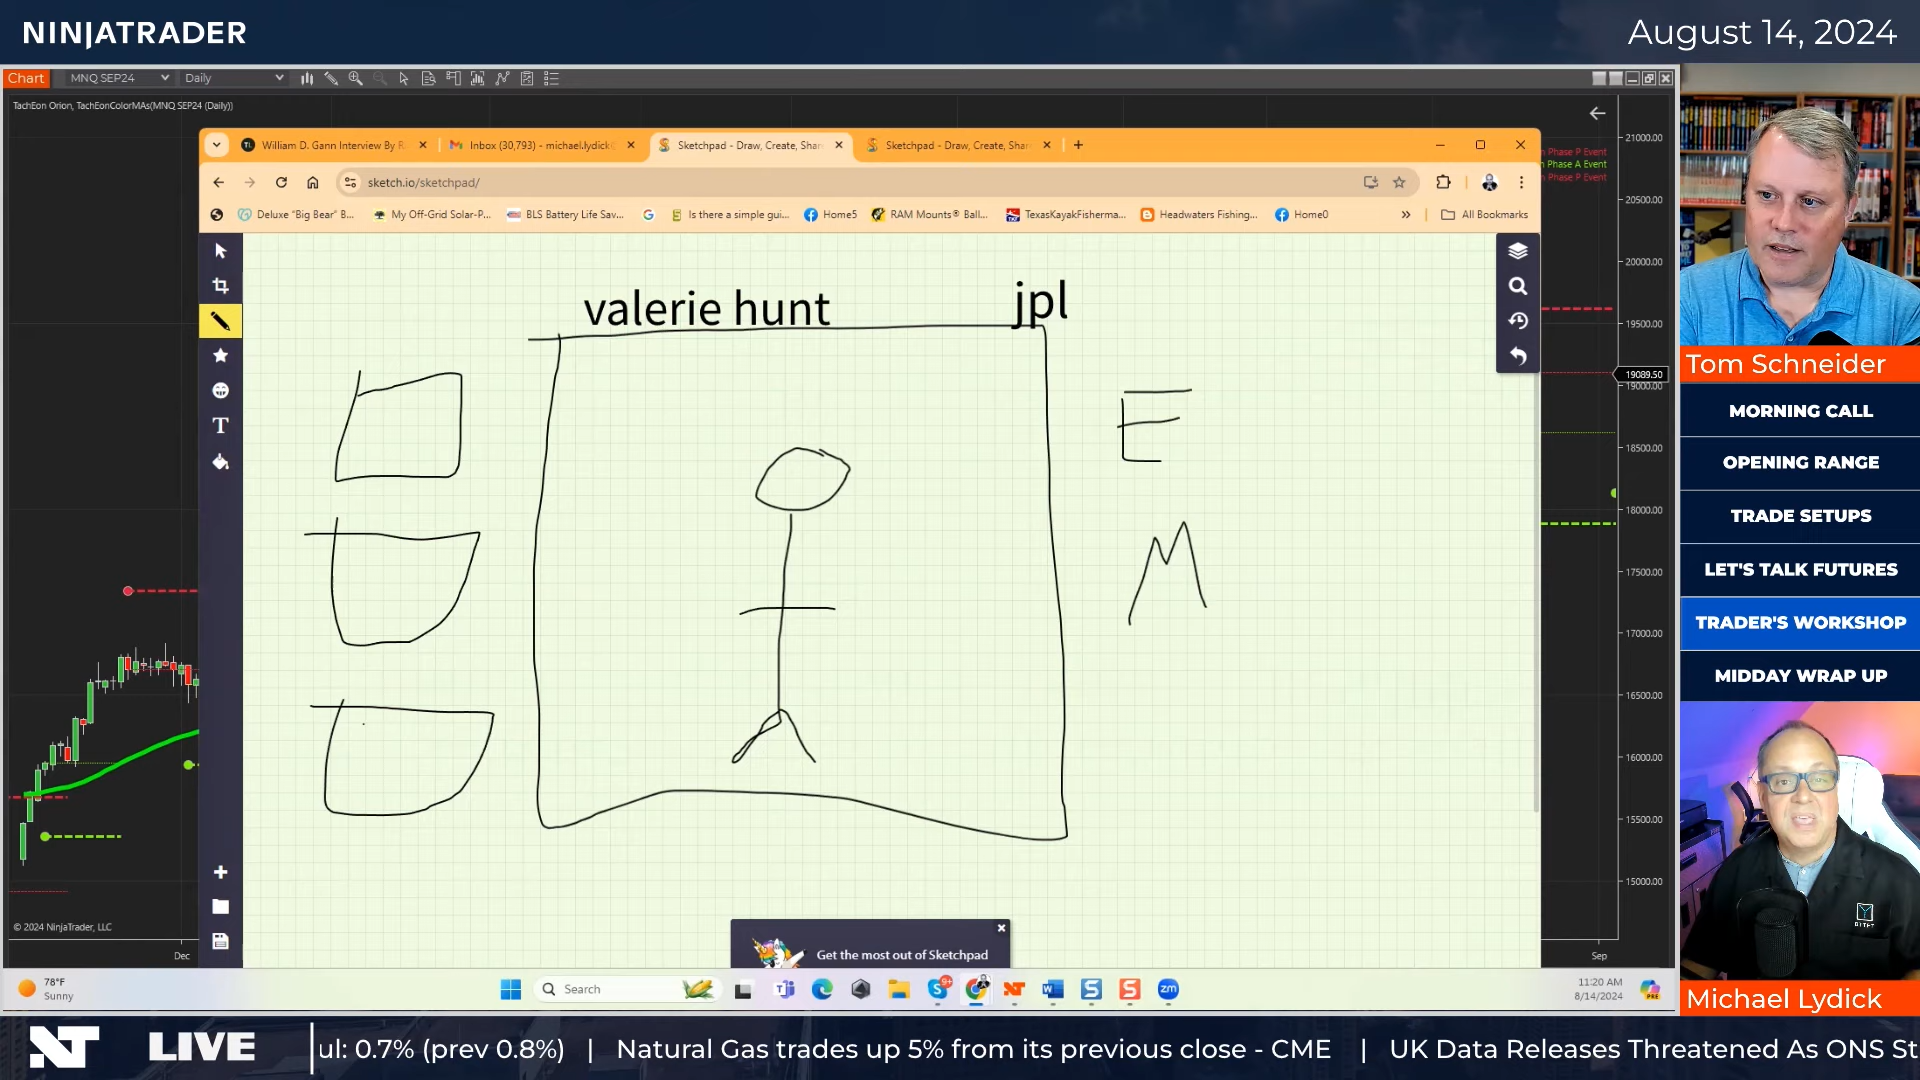 NINJATRADER
August 14, 2024
Chart
MNQ SEP24
Daily
TachEon Orion, TachEonColorMAs(MNQ SEP24 (Daily))
William D. Gann Interview By R
Inbox (30,793) - michael.lydick
Sketchpad - Draw, Create, Shar
Sketchpad - Draw, Create, Shar
sketch.io/sketchpad/
Deluxe "Big Bear" B...
My Off-Grid Solar-P...
BLS Battery Life Sav...
Is there a simple gui...
Home5
RAM Mounts® Ball...
TexasKayakFisherma...
Headwaters Fishing...
Home0
All Bookmarks
Phase P Event
Phase A Event
Phase P Event
valerie hunt
jpl
E
M
T
21000.00
20500.00
20000.00
19500.00
19089.50
19000.00
18500.00
18000.00
17500.00
17000.00
16500.00
16000.00
15500.00
15000.00
Tom Schneider
MORNING CALL
OPENING RANGE
TRADE SETUPS
LET'S TALK FUTURES
TRADER'S WORKSHOP
MIDDAY WRAP UP
Michael Lydick
© 2024 NinjaTrader, LLC
Dec
Sep
Get the most out of Sketchpad
78°F
Sunny
Search
11:20 AM
8/14/2024
NT LIVE
ul: 0.7% (prev 0.8%) | Natural Gas trades up 5% from its previous close - CME | UK Data Releases Threatened As ONS St